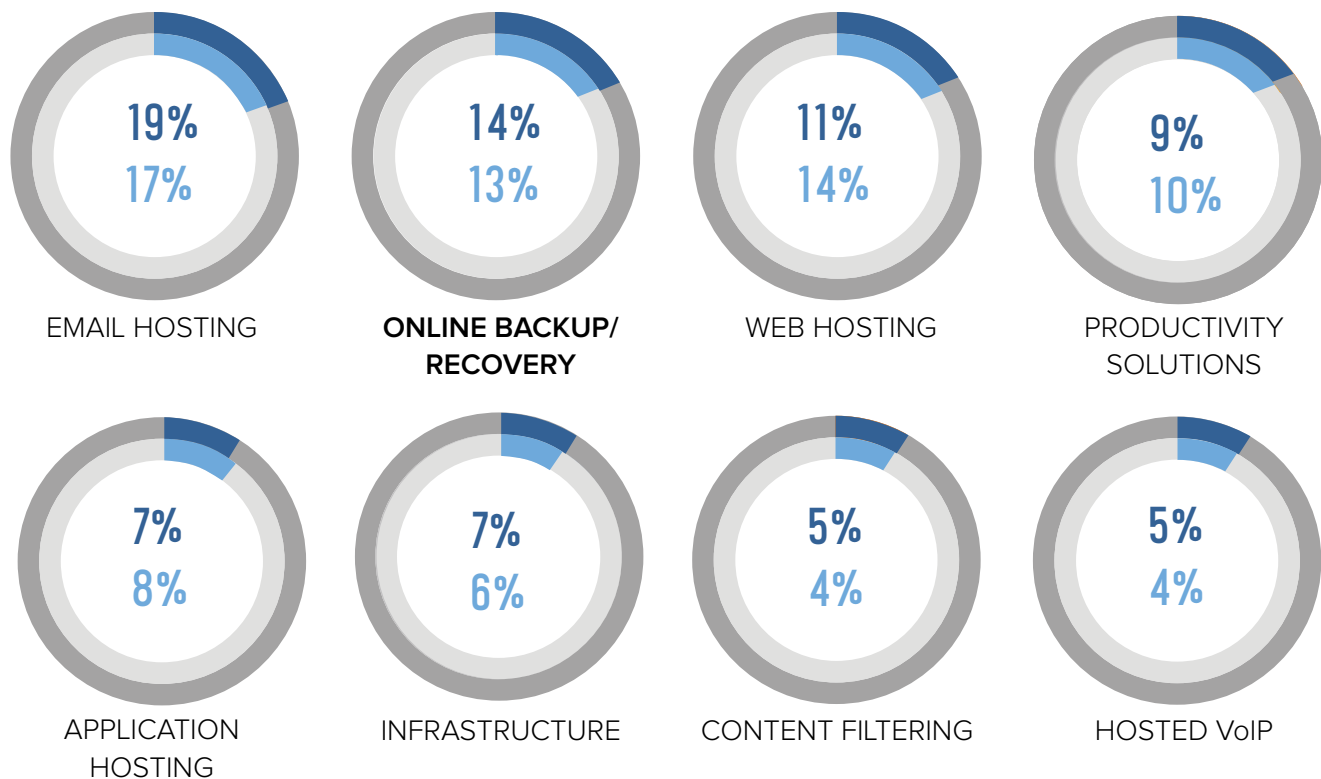 19%
17%
EMAIL HOSTING
14%
13%
ONLINE BACKUP/
RECOVERY
11%
14%
WEB HOSTING
9%
10%
PRODUCTIVITY
SOLUTIONS
7%
8%
APPLICATION
HOSTING
7%
6%
INFRASTRUCTURE
5%
4%
CONTENT FILTERING
5%
4%
HOSTED VoIP